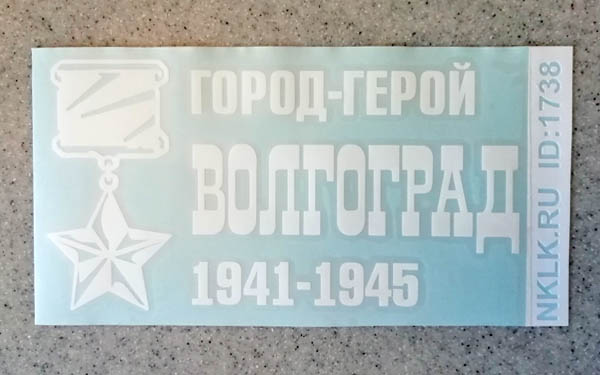 ГОРОД-ГЕРОЙ
ВОЛГОГРАД
1941-1945
NKLK.RU ID:1738